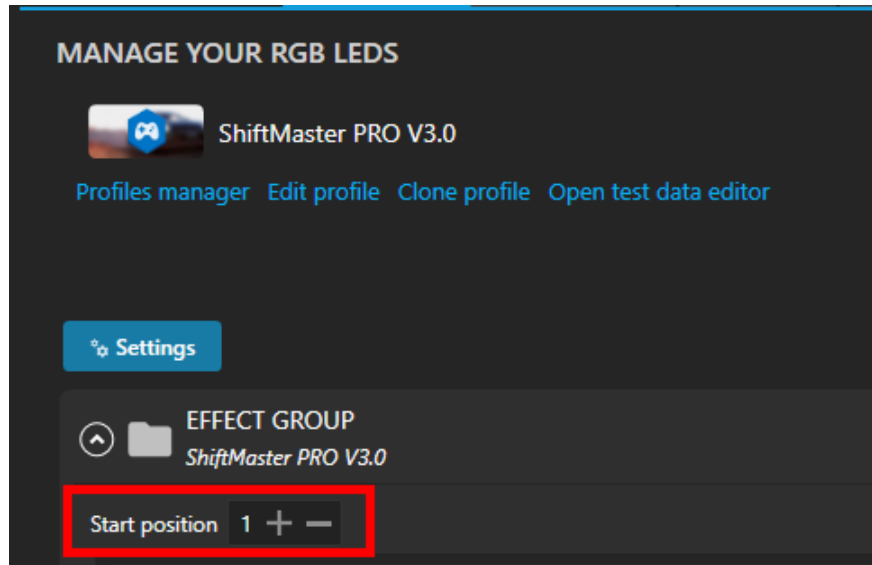 MANAGE YOUR RGB LEDS
ShiftMaster PRO V3.0
Profiles manager Edit profile Clone profile Open test data editor
Settings
EFFECT GROUP
ShiftMaster PRO V3.0
Start position 1 + −